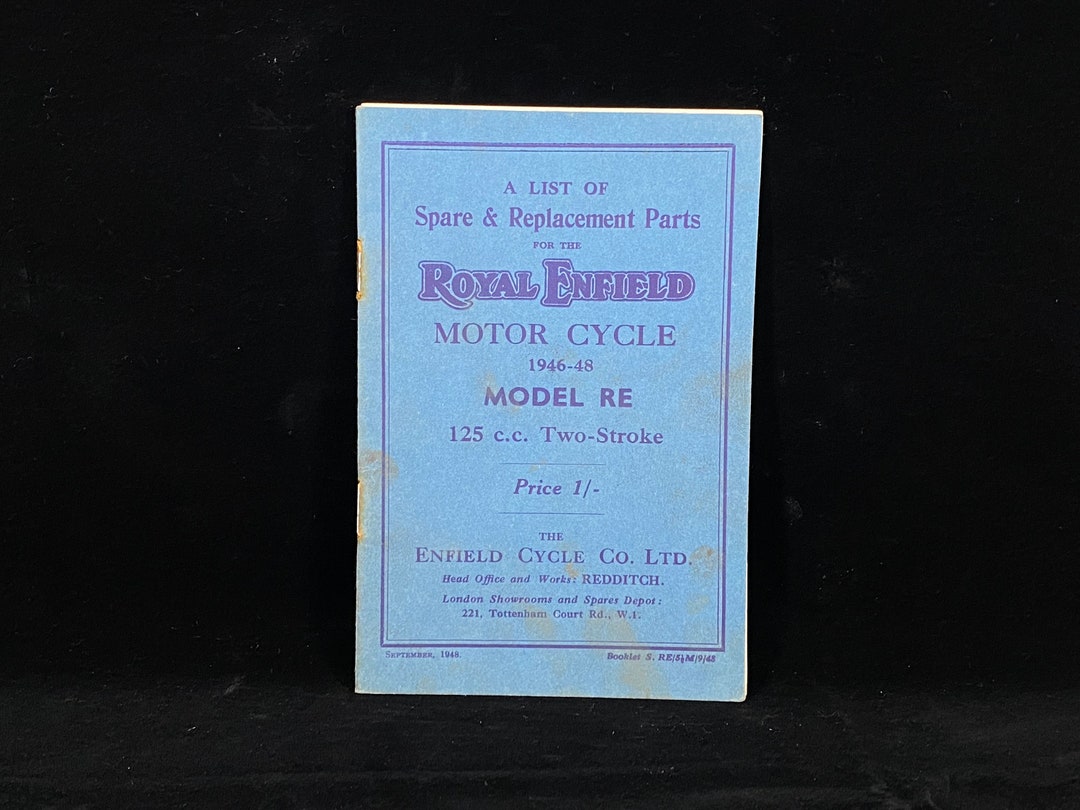 A LIST OF
Spare & Replacement Parts
FOR THE
ROYAL ENFIELD
MOTOR CYCLE
1946-48
MODEL RE
125 c.c. Two-Stroke
Price 1/-
THE
ENFIELD CYCLE CO. LTD.
Head Office and Works: REDDITCH.
London Showrooms and Spares Depot:
221, Tottenham Court Rd., W.1.
SEPTEMBER, 1948.
Booklet S. RE/5½M/9/48